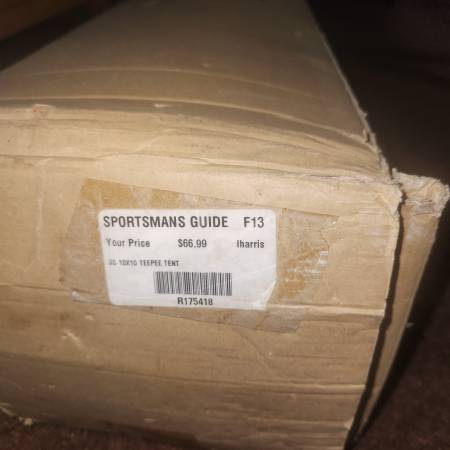 SPORTSMANS GUIDE F13
Your Price $66.99 lharris
10X10 TEEPEE TENT
R175418